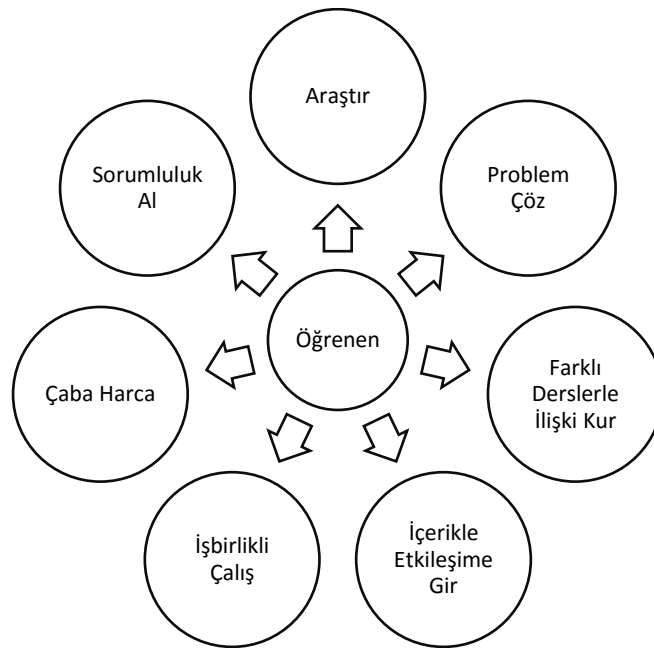 Araştır
Problem
Çöz
Farklı
Derslerle
İlişki Kur
İçerikle
Etkileşime
Gir
İşbirlikli
Çalış
Çaba Harca
Sorumluluk
Al
Öğrenen